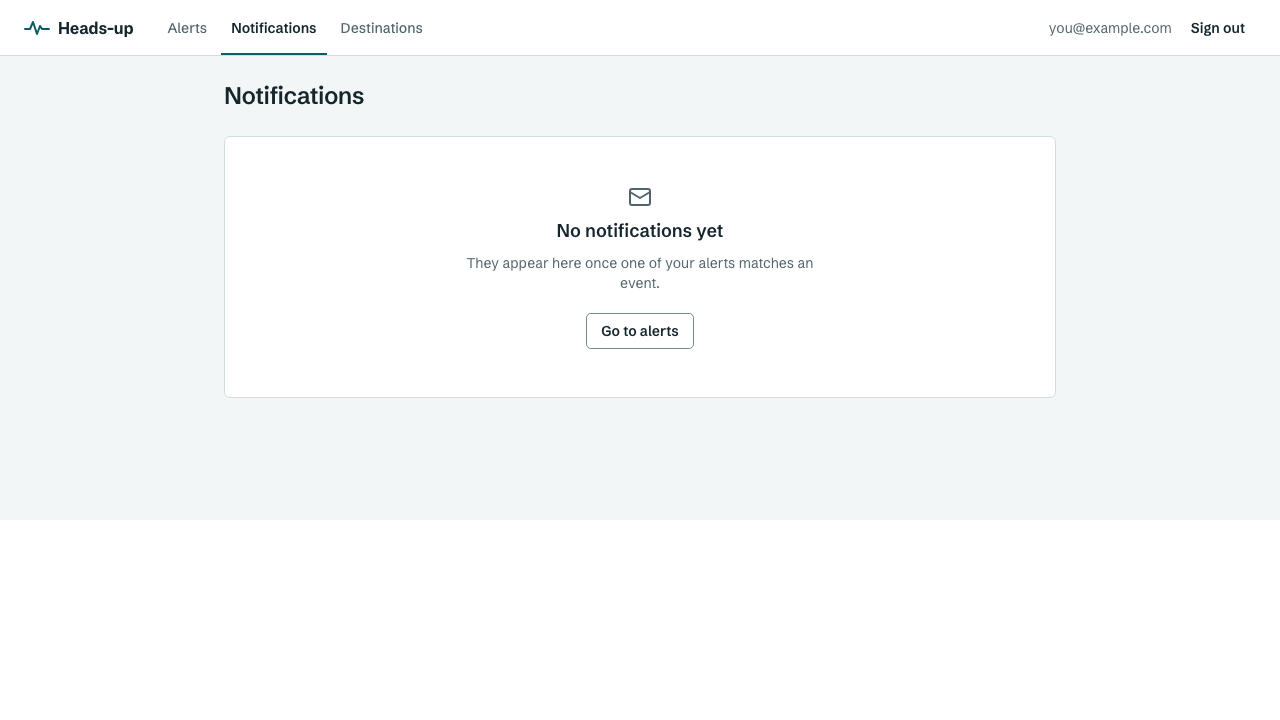 Heads-up Alerts Notifications Destinations you@example.com Sign out
Notifications
No notifications yet
They appear here once one of your alerts matches an
event.
Go to alerts